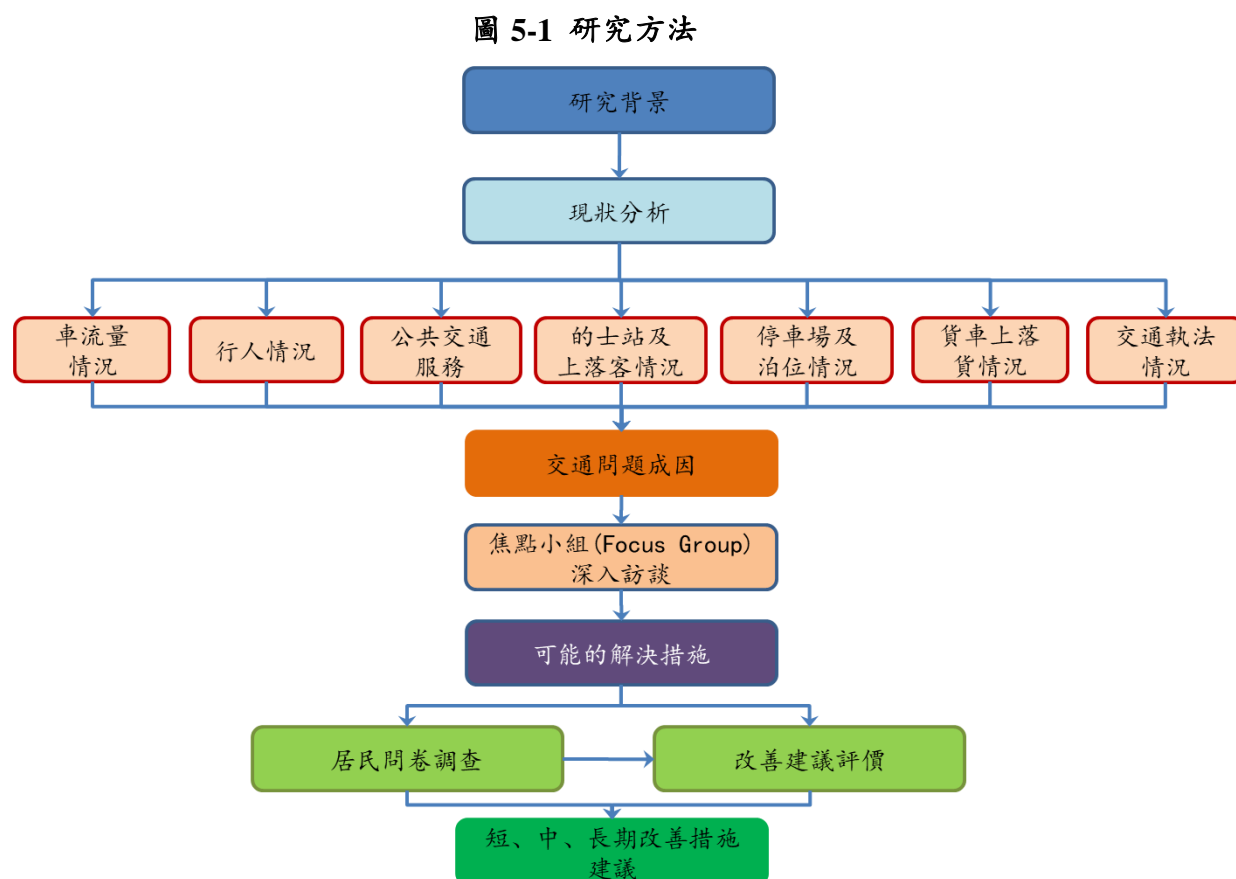 圖 5-1 研究方法
研究背景
現狀分析
車流量
情況
行人情況
公共交通
服務
的士站及
上落客情況
停車場及
泊位情況
貨車上落
貨情況
交通執法
情況
交通問題成因
焦點小組(Focus Group)
深入訪談
可能的解決措施
居民問卷調查
改善建議評價
短、中、長期改善措施
建議